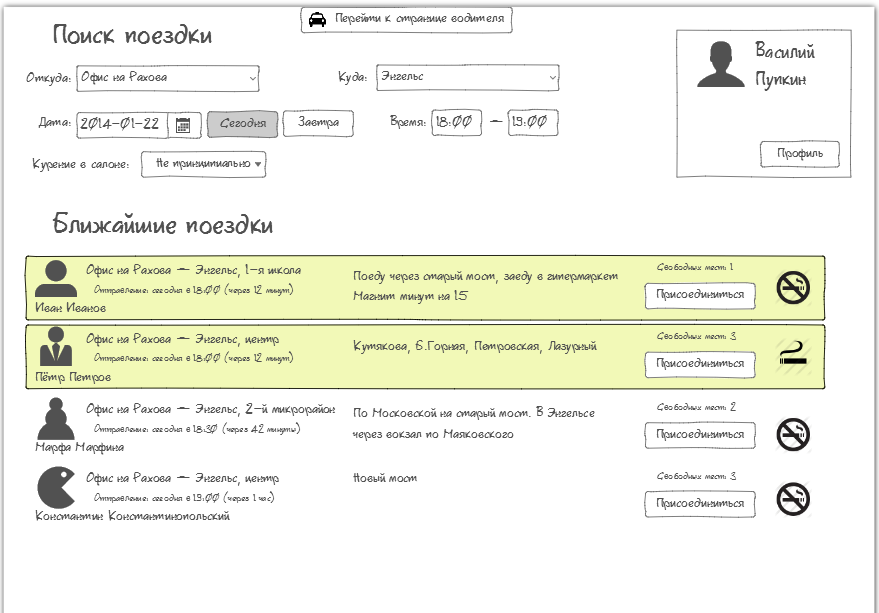 Перейти к странице водителя
Поиск поездки
Василий
Пупкин
Откуда: Офис на Рахова
Куда: Энгельс
Дата: 2014-01-22 Сегодня Завтра
Время: 18:00 — 19:00
Профиль
Курение в салоне: Не принципиально
Ближайшие поездки
Офис на Рахова — Энгельс, 1-я школа
Отправление: сегодня в 18:00 (через 12 минут)
Иван Иванов
Поеду через старый мост, заеду в гипермаркет
Магнит минут на 15
Свободных мест: 1
Присоединиться
Офис на Рахова — Энгельс, центр
Отправление: сегодня в 18:00 (через 12 минут)
Пётр Петров
Кутякова, Б.Горная, Петровская, Лазурный
Свободных мест: 3
Присоединиться
Офис на Рахова — Энгельс, 2-й микрорайон
Отправление: сегодня в 18:30 (через 42 минуты)
Марфа Марфина
По Московской на старый мост. В Энгельсе
через вокзал по Маяковского
Свободных мест: 2
Присоединиться
Офис на Рахова — Энгельс, центр
Отправление: сегодня в 19:00 (через 1 час)
Константин Константинопольский
Новый мост
Свободных мест: 3
Присоединиться